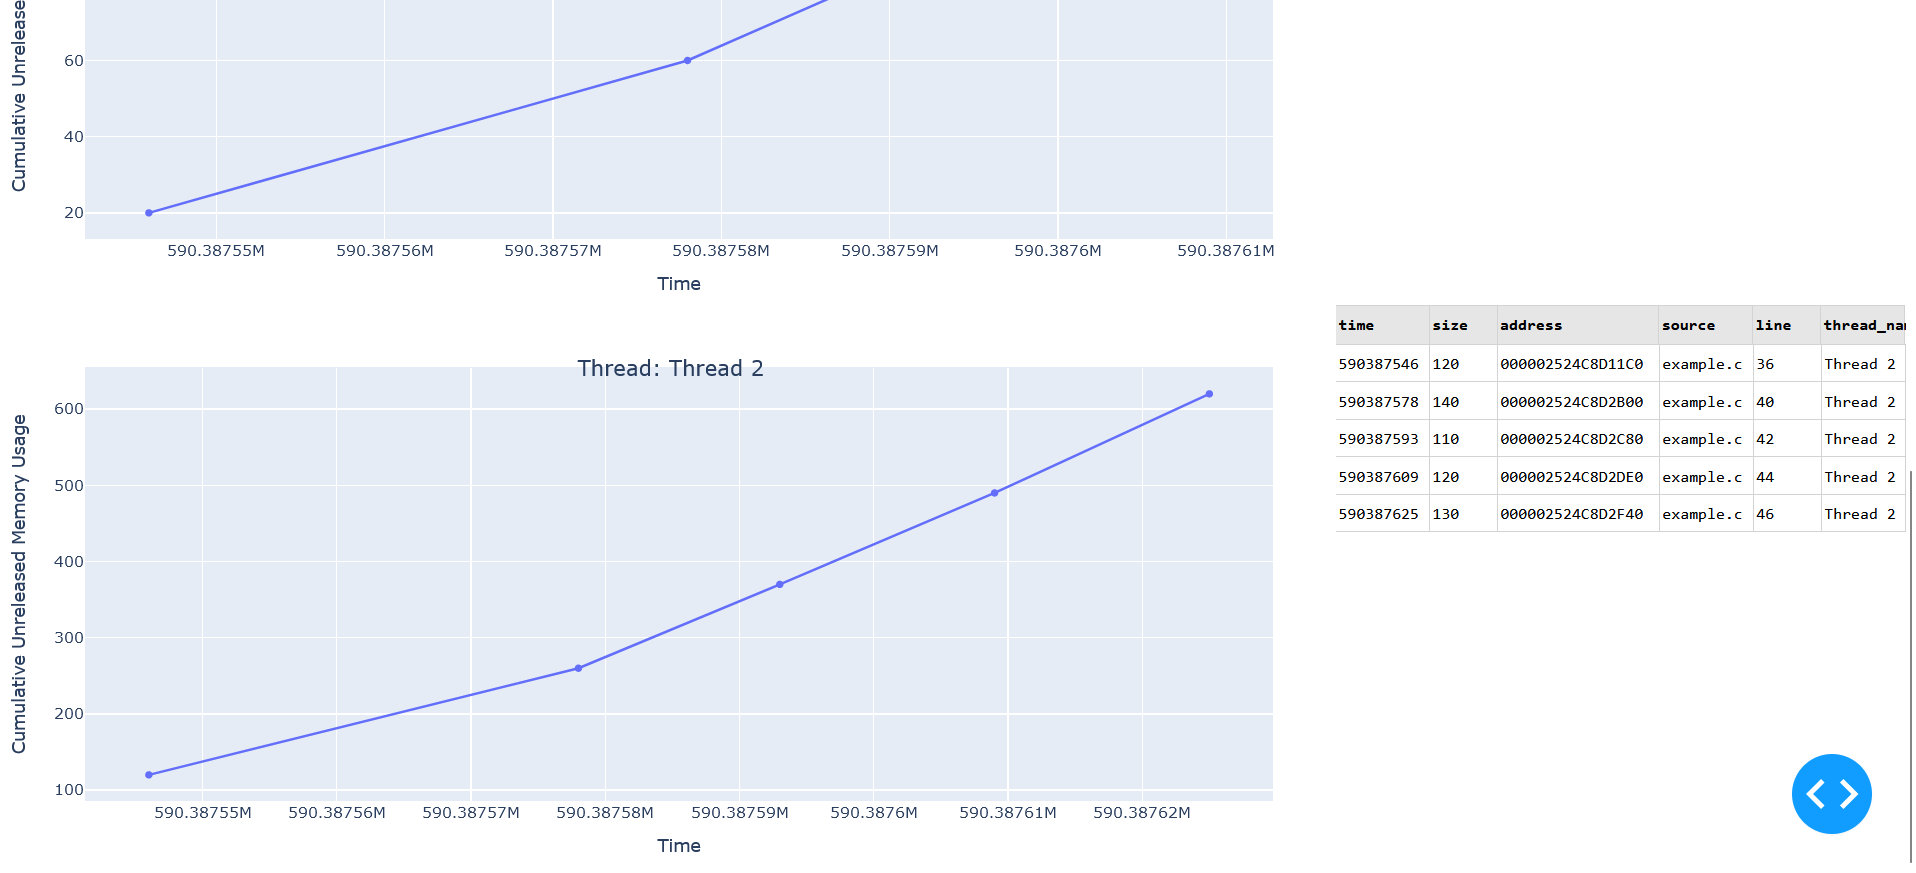 Cumulative Unrelease
60
40
20
590.38755M 590.38756M 590.38757M 590.38758M 590.38759M 590.3876M 590.38761M
Time
Thread: Thread 2
Cumulative Unreleased Memory Usage
600
500
400
300
200
100
590.38755M 590.38756M 590.38757M 590.38758M 590.38759M 590.3876M 590.38761M 590.38762M
Time
time size address source line thread_na
590387546 120 000002524C8D11C0 example.c 36 Thread 2
590387578 140 000002524C8D2B00 example.c 40 Thread 2
590387593 110 000002524C8D2C80 example.c 42 Thread 2
590387609 120 000002524C8D2DE0 example.c 44 Thread 2
590387625 130 000002524C8D2F40 example.c 46 Thread 2